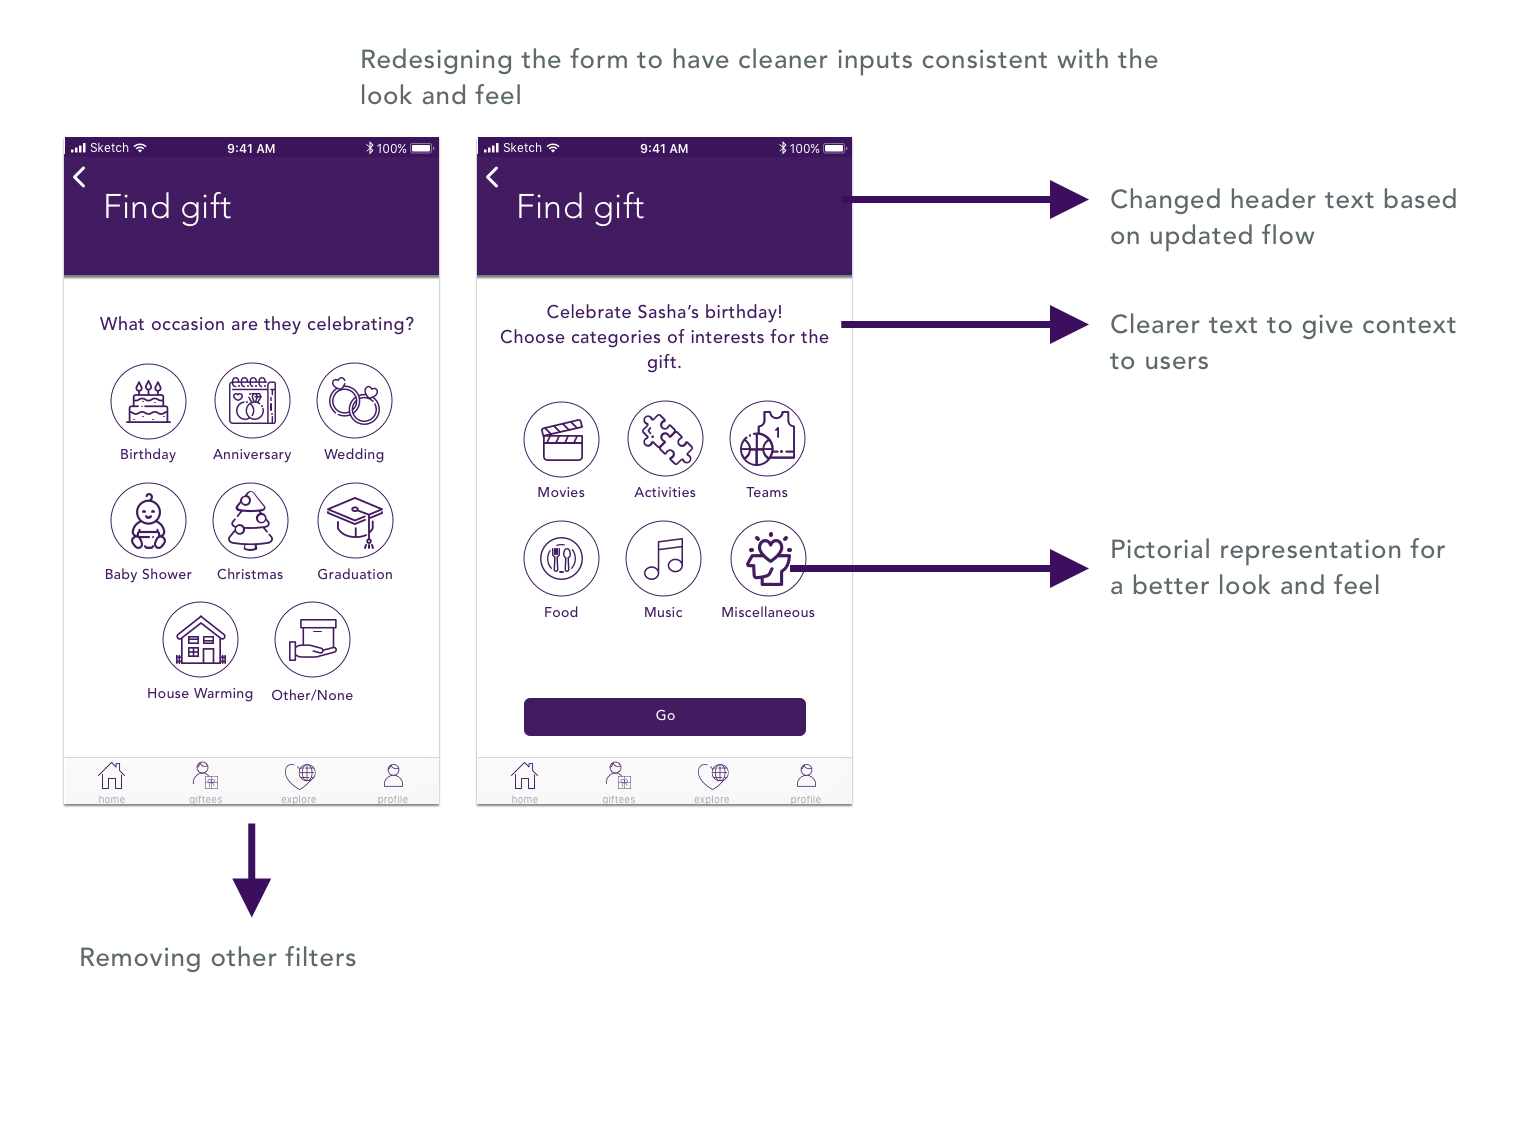 Redesigning the form to have cleaner inputs consistent with the
look and feel
Sketch 9:41 AM 100%
Find gift
What occasion are they celebrating?
Birthday Anniversary Wedding
Baby Shower Christmas Graduation
House Warming Other/None
home giftees explore profile
Removing other filters
Sketch 9:41 AM 100%
Find gift
Celebrate Sasha’s birthday!
Choose categories of interests for the
gift.
1
Movies Activities Teams
Food Music Miscellaneous
Go
home giftees explore profile
Changed header text based
on updated flow
Clearer text to give context
to users
Pictorial representation for
a better look and feel